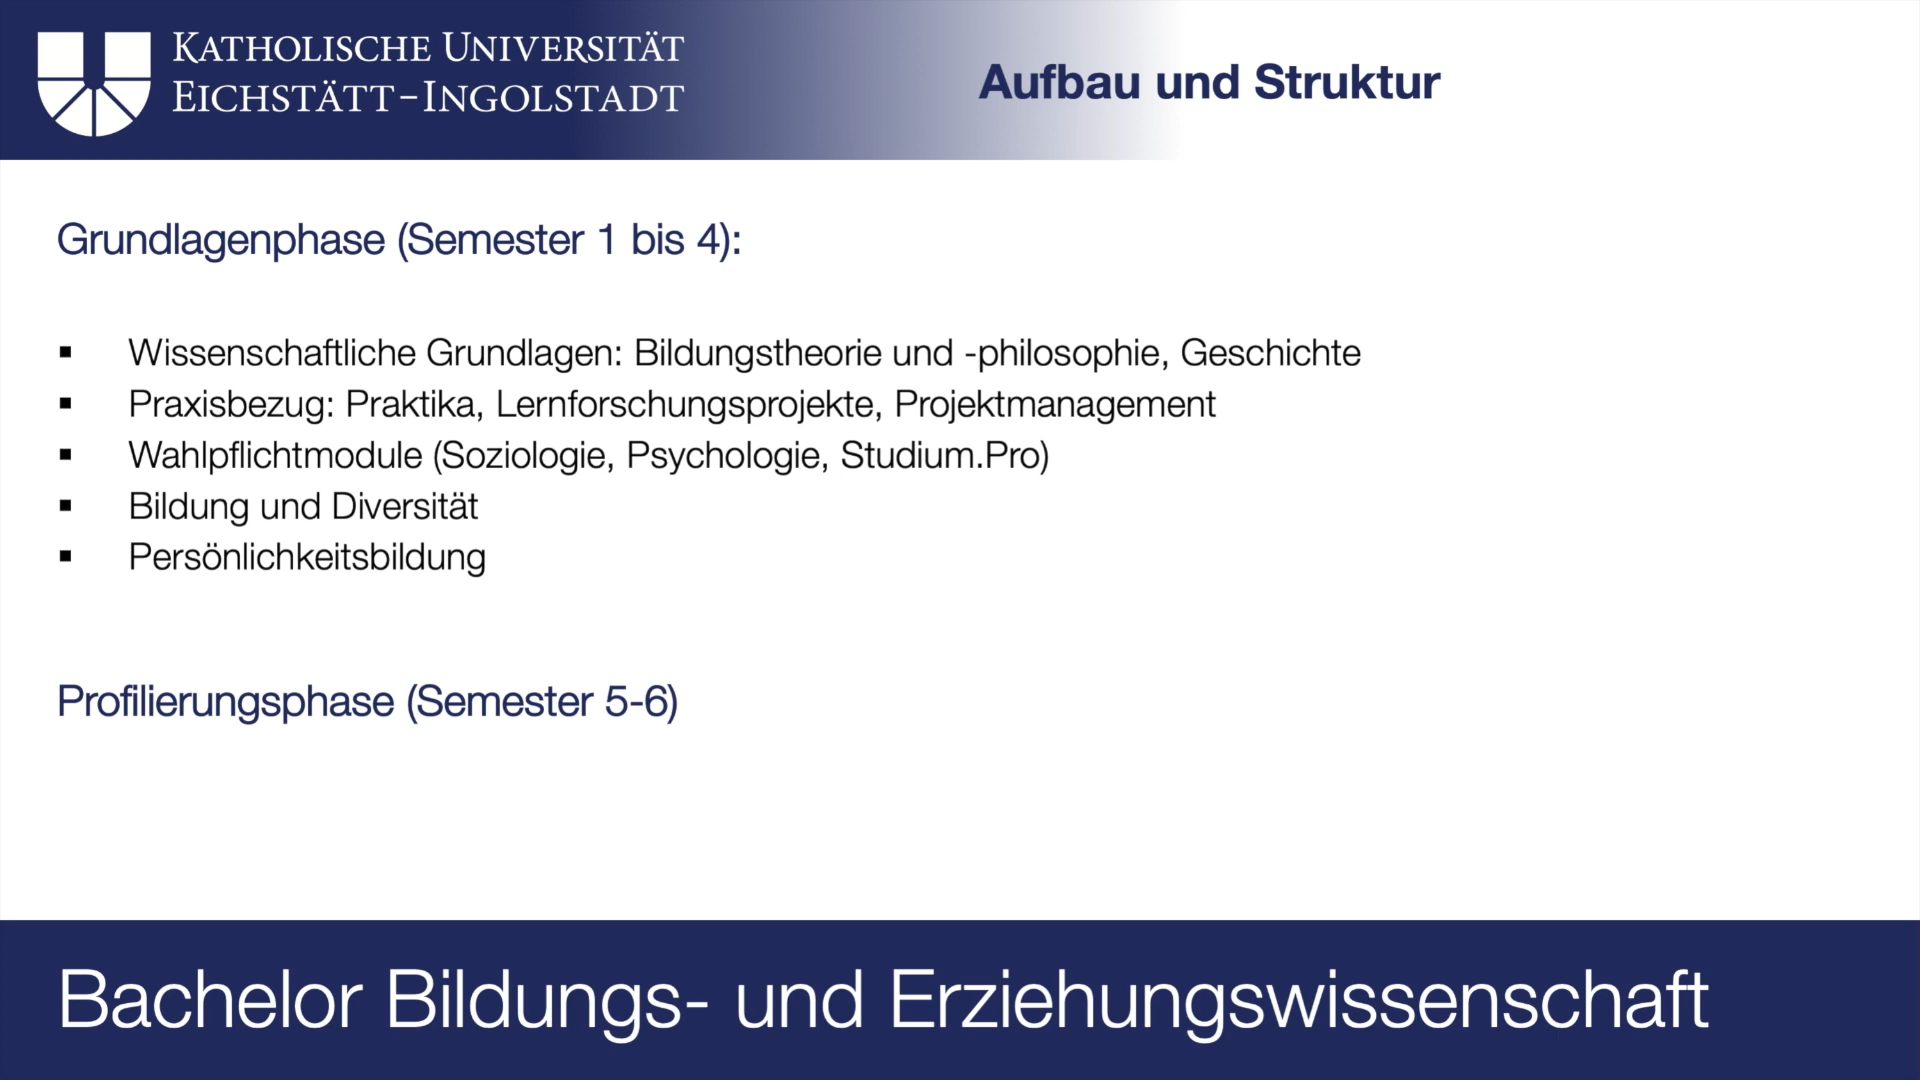 KATHOLISCHE UNIVERSITÄT
EICHSTÄTT-INGOLSTADT
Aufbau und Struktur
Grundlagenphase (Semester 1 bis 4):
▪ Wissenschaftliche Grundlagen: Bildungstheorie und -philosophie, Geschichte
▪ Praxisbezug: Praktika, Lernforschungsprojekte, Projektmanagement
▪ Wahlpflichtmodule (Soziologie, Psychologie, Studium.Pro)
▪ Bildung und Diversität
▪ Persönlichkeitsbildung
Profilierungsphase (Semester 5-6)
Bachelor Bildungs- und Erziehungswissenschaft